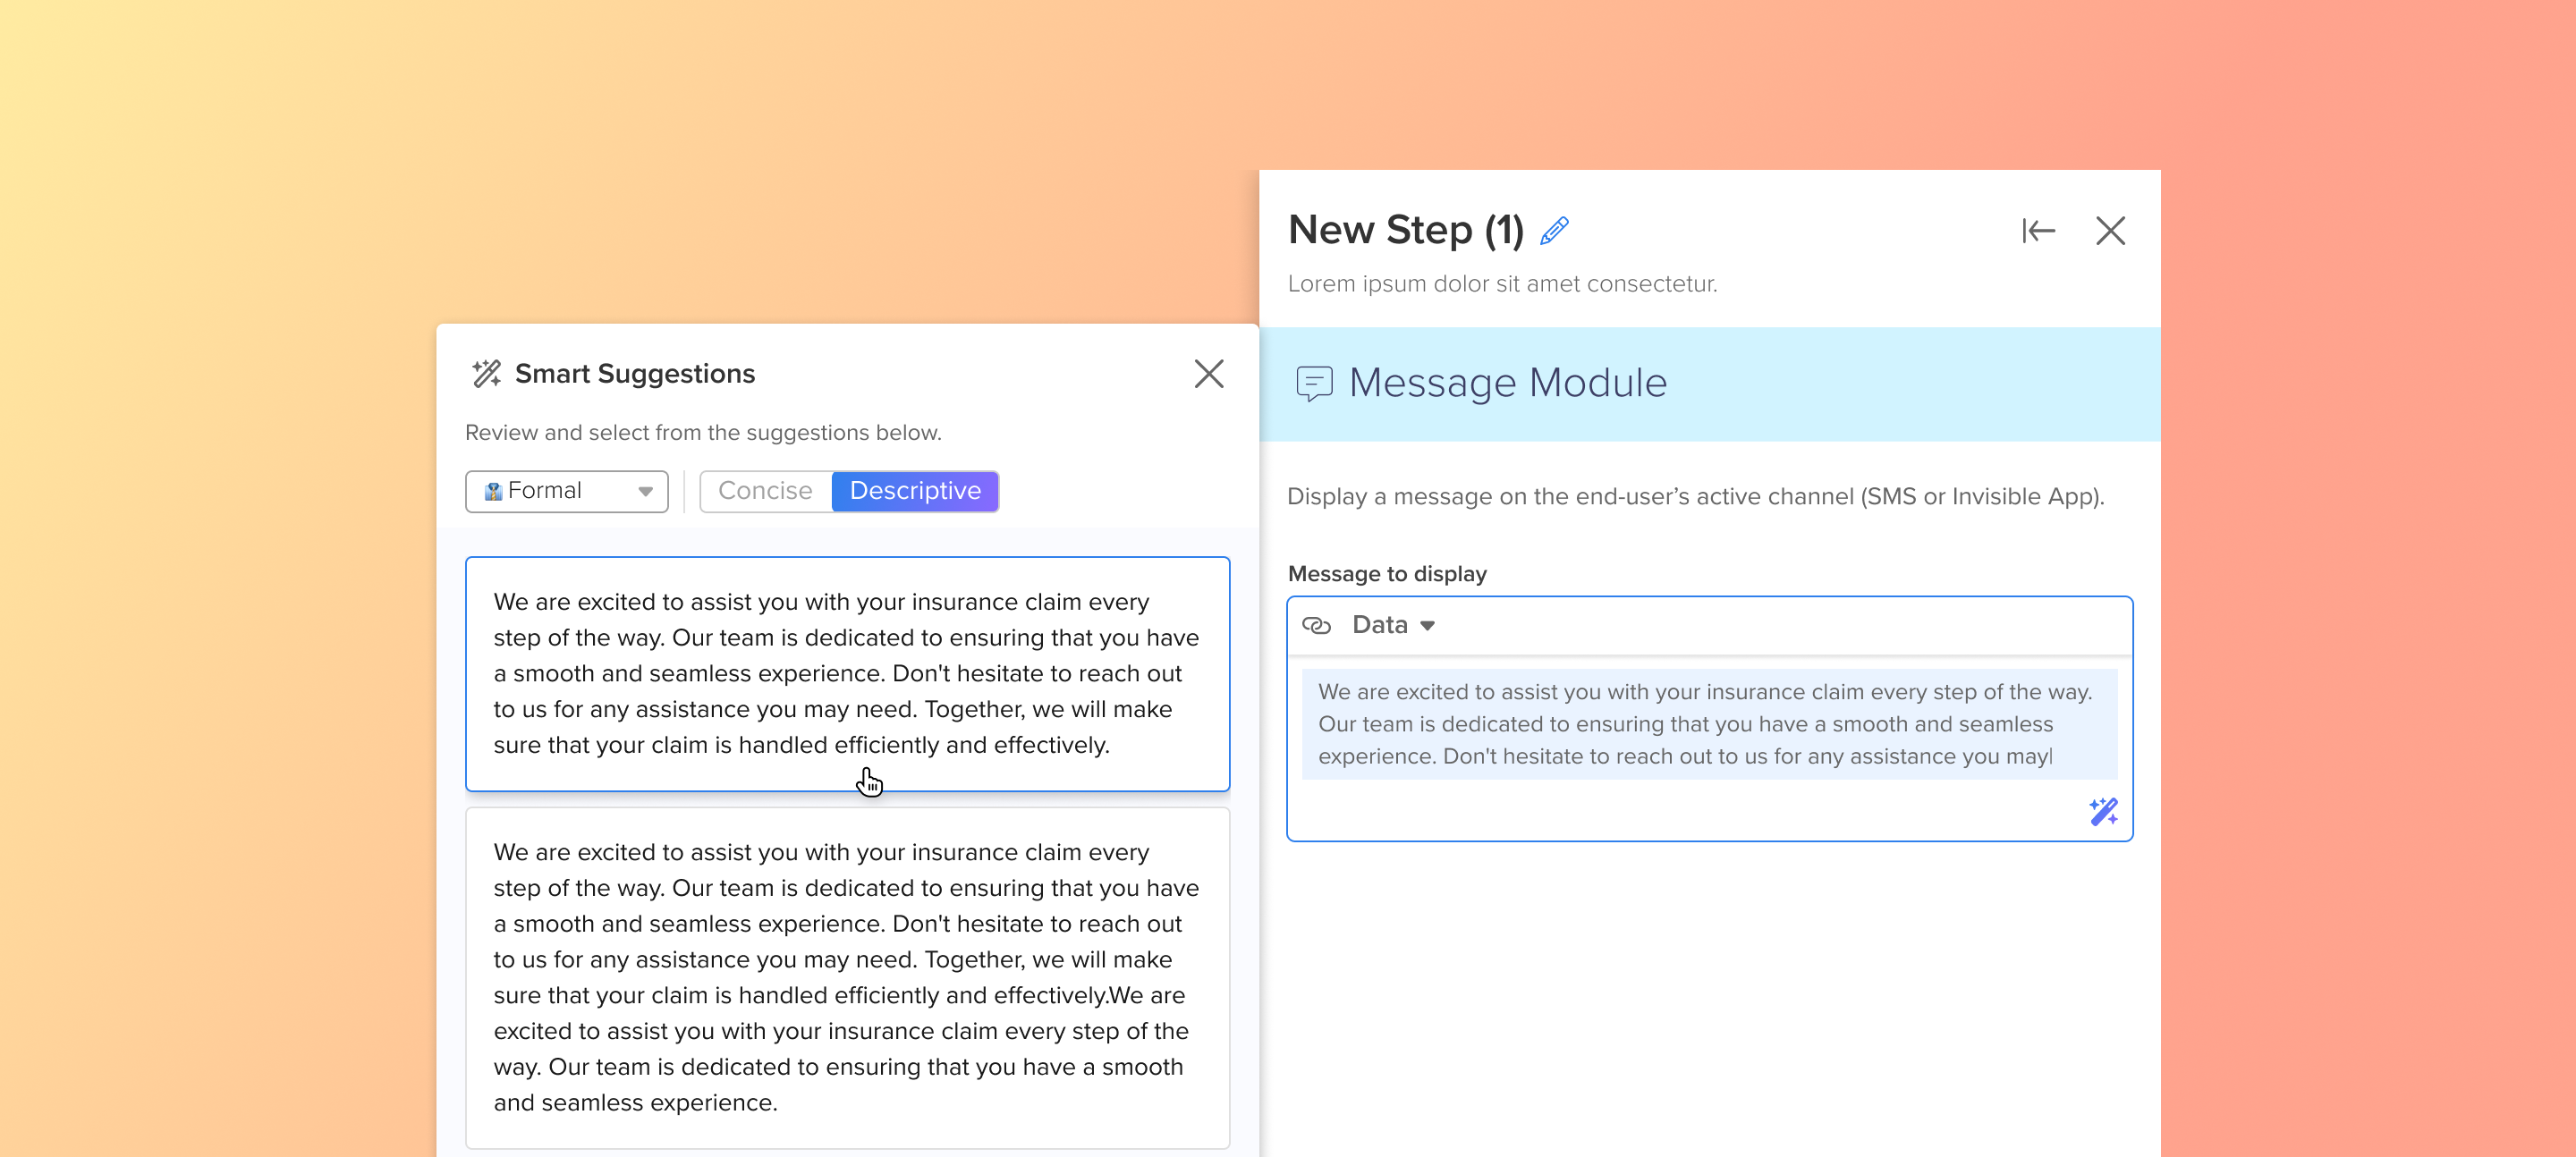 Smart Suggestions
Review and select from the suggestions below.
Formal
Concise
Descriptive
We are excited to assist you with your insurance claim every
step of the way. Our team is dedicated to ensuring that you have
a smooth and seamless experience. Don't hesitate to reach out
to us for any assistance you may need. Together, we will make
sure that your claim is handled efficiently and effectively.
We are excited to assist you with your insurance claim every
step of the way. Our team is dedicated to ensuring that you have
a smooth and seamless experience. Don't hesitate to reach out
to us for any assistance you may need. Together, we will make
sure that your claim is handled efficiently and effectively.We are
excited to assist you with your insurance claim every step of the
way. Our team is dedicated to ensuring that you have a smooth
and seamless experience.
New Step (1)
Lorem ipsum dolor sit amet consectetur.
Message Module
Display a message on the end-user’s active channel (SMS or Invisible App).
Message to display
Data
We are excited to assist you with your insurance claim every step of the way.
Our team is dedicated to ensuring that you have a smooth and seamless
experience. Don't hesitate to reach out to us for any assistance you may